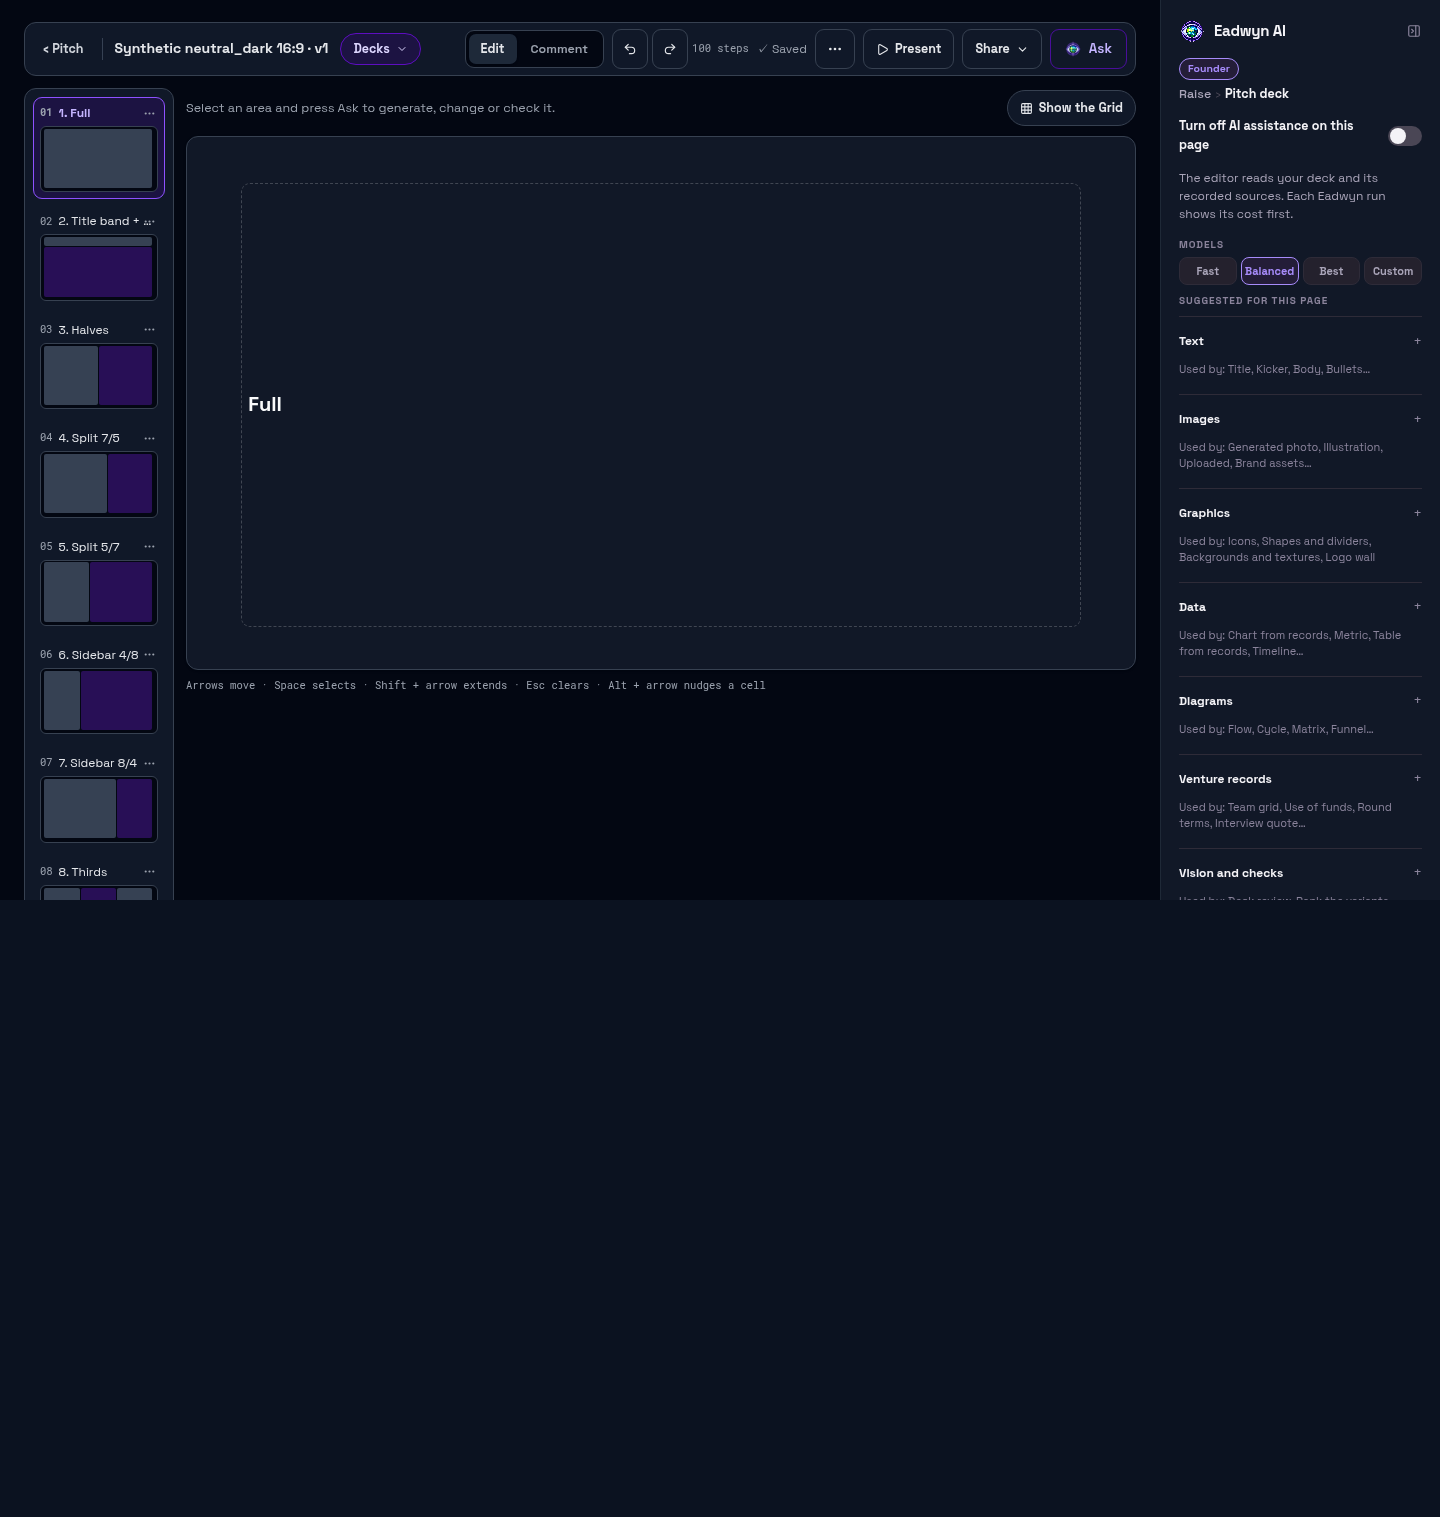 ‹ Pitch
Synthetic neutral_dark 16:9 · v1
Decks
Edit
Comment
100 steps
✓ Saved
Present
Share
Ask
01 1. Full
02 2. Title band + …
03 3. Halves
04 4. Split 7/5
05 5. Split 5/7
06 6. Sidebar 4/8
07 7. Sidebar 8/4
08 8. Thirds
Select an area and press Ask to generate, change or check it.
Show the Grid
Full
Arrows move · Space selects · Shift + arrow extends · Esc clears · Alt + arrow nudges a cell
Eadwyn AI
Founder
Raise › Pitch deck
Turn off AI assistance on this
page
The editor reads your deck and its
recorded sources. Each Eadwyn run
shows its cost first.
MODELS
Fast
Balanced
Best
Custom
SUGGESTED FOR THIS PAGE
Text +
Used by: Title, Kicker, Body, Bullets…
Images +
Used by: Generated photo, Illustration,
Uploaded, Brand assets…
Graphics +
Used by: Icons, Shapes and dividers,
Backgrounds and textures, Logo wall
Data +
Used by: Chart from records, Metric, Table
from records, Timeline…
Diagrams +
Used by: Flow, Cycle, Matrix, Funnel…
Venture records +
Used by: Team grid, Use of funds, Round
terms, Interview quote…
Vision and checks +